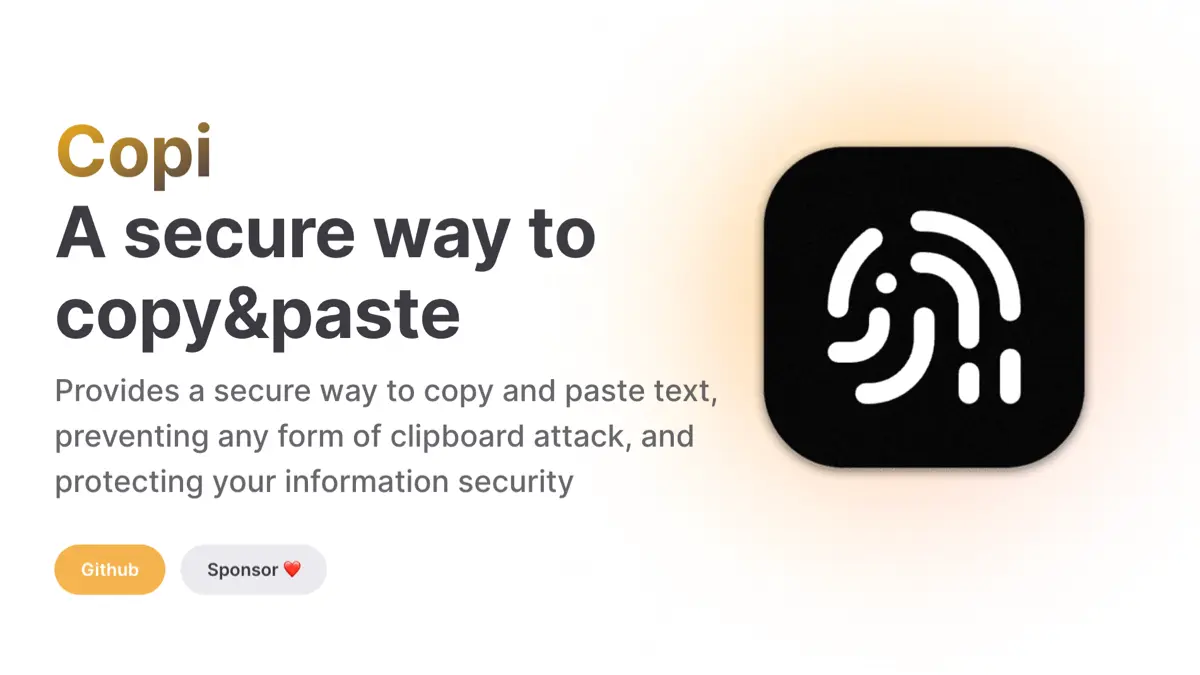 Copi
A secure way to
copy&paste
Provides a secure way to copy and paste text,
preventing any form of clipboard attack, and
protecting your information security
Github
Sponsor ❤️